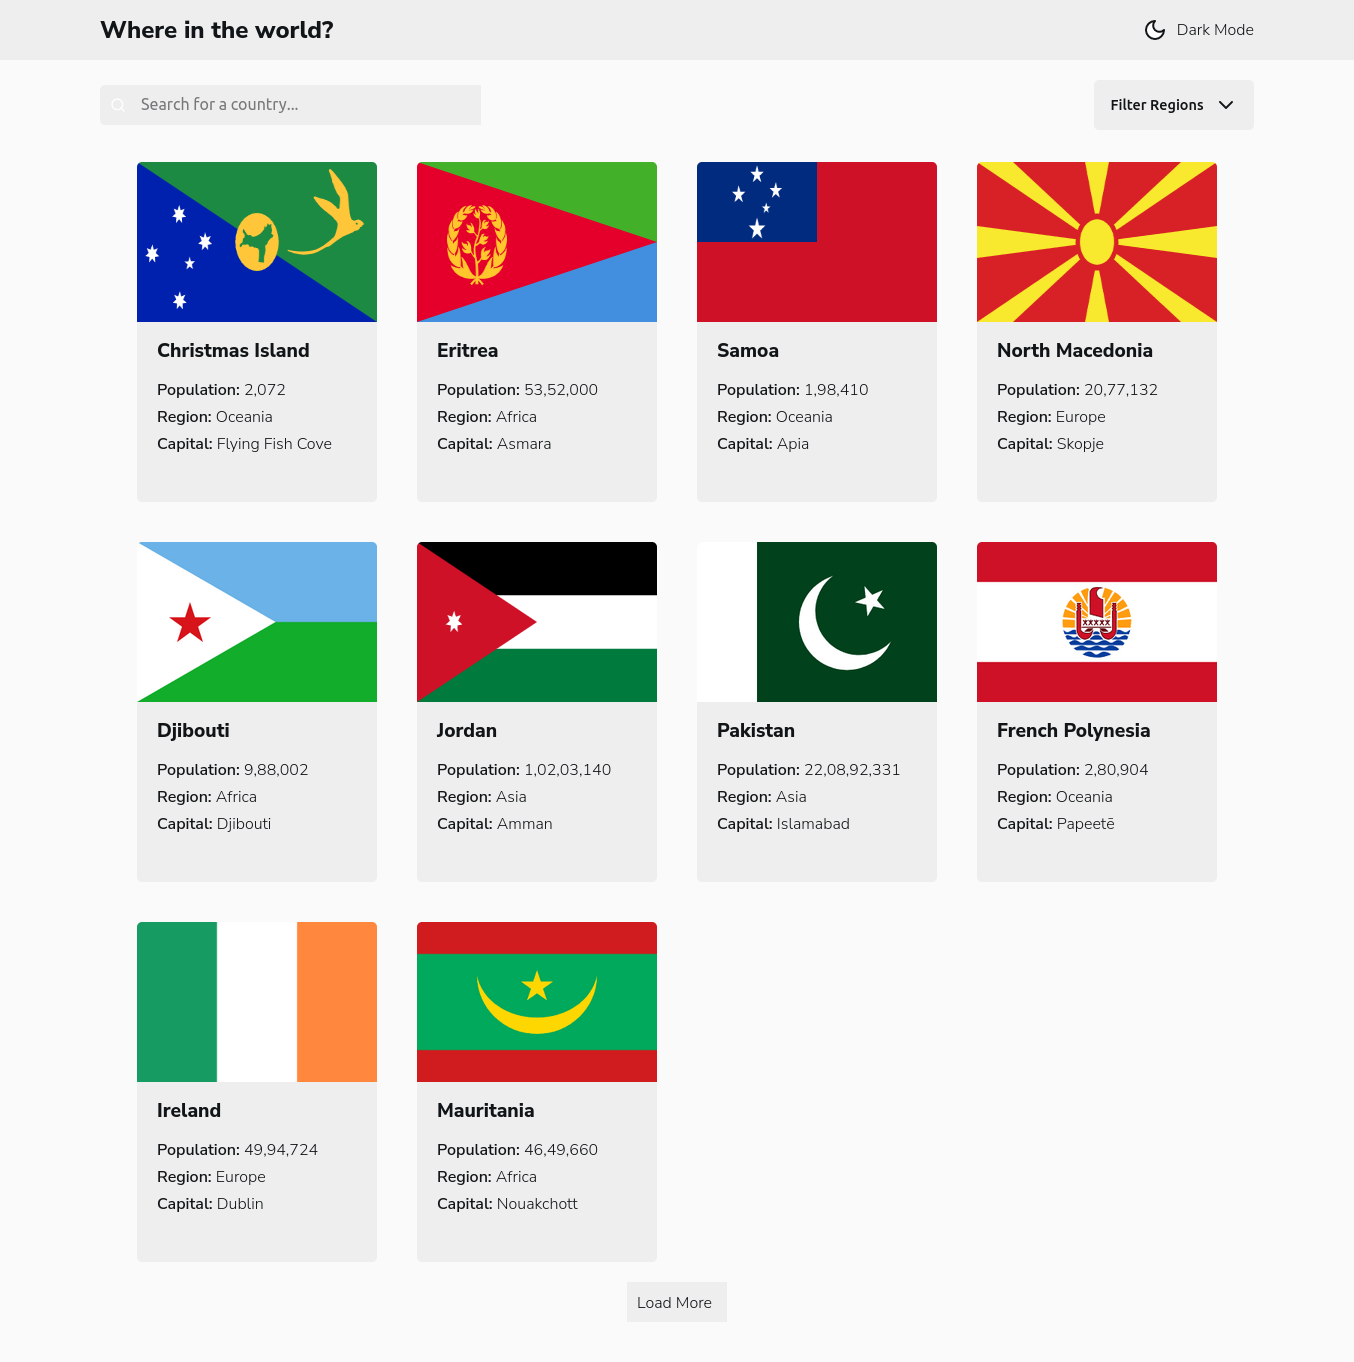 Where in the world?
Dark Mode
Search for a country...
Filter Regions
Christmas Island
Population: 2,072
Region: Oceania
Capital: Flying Fish Cove
Eritrea
Population: 53,52,000
Region: Africa
Capital: Asmara
Samoa
Population: 1,98,410
Region: Oceania
Capital: Apia
North Macedonia
Population: 20,77,132
Region: Europe
Capital: Skopje
Djibouti
Population: 9,88,002
Region: Africa
Capital: Djibouti
Jordan
Population: 1,02,03,140
Region: Asia
Capital: Amman
Pakistan
Population: 22,08,92,331
Region: Asia
Capital: Islamabad
French Polynesia
Population: 2,80,904
Region: Oceania
Capital: Papeetē
Ireland
Population: 49,94,724
Region: Europe
Capital: Dublin
Mauritania
Population: 46,49,660
Region: Africa
Capital: Nouakchott
Load More